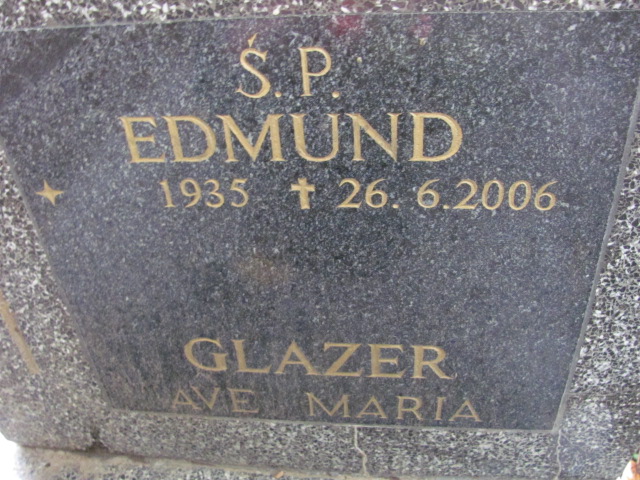 Ś.P.
EDMUND
1935 ✝ 26.6.2006
GLAZER
AVE MARIA